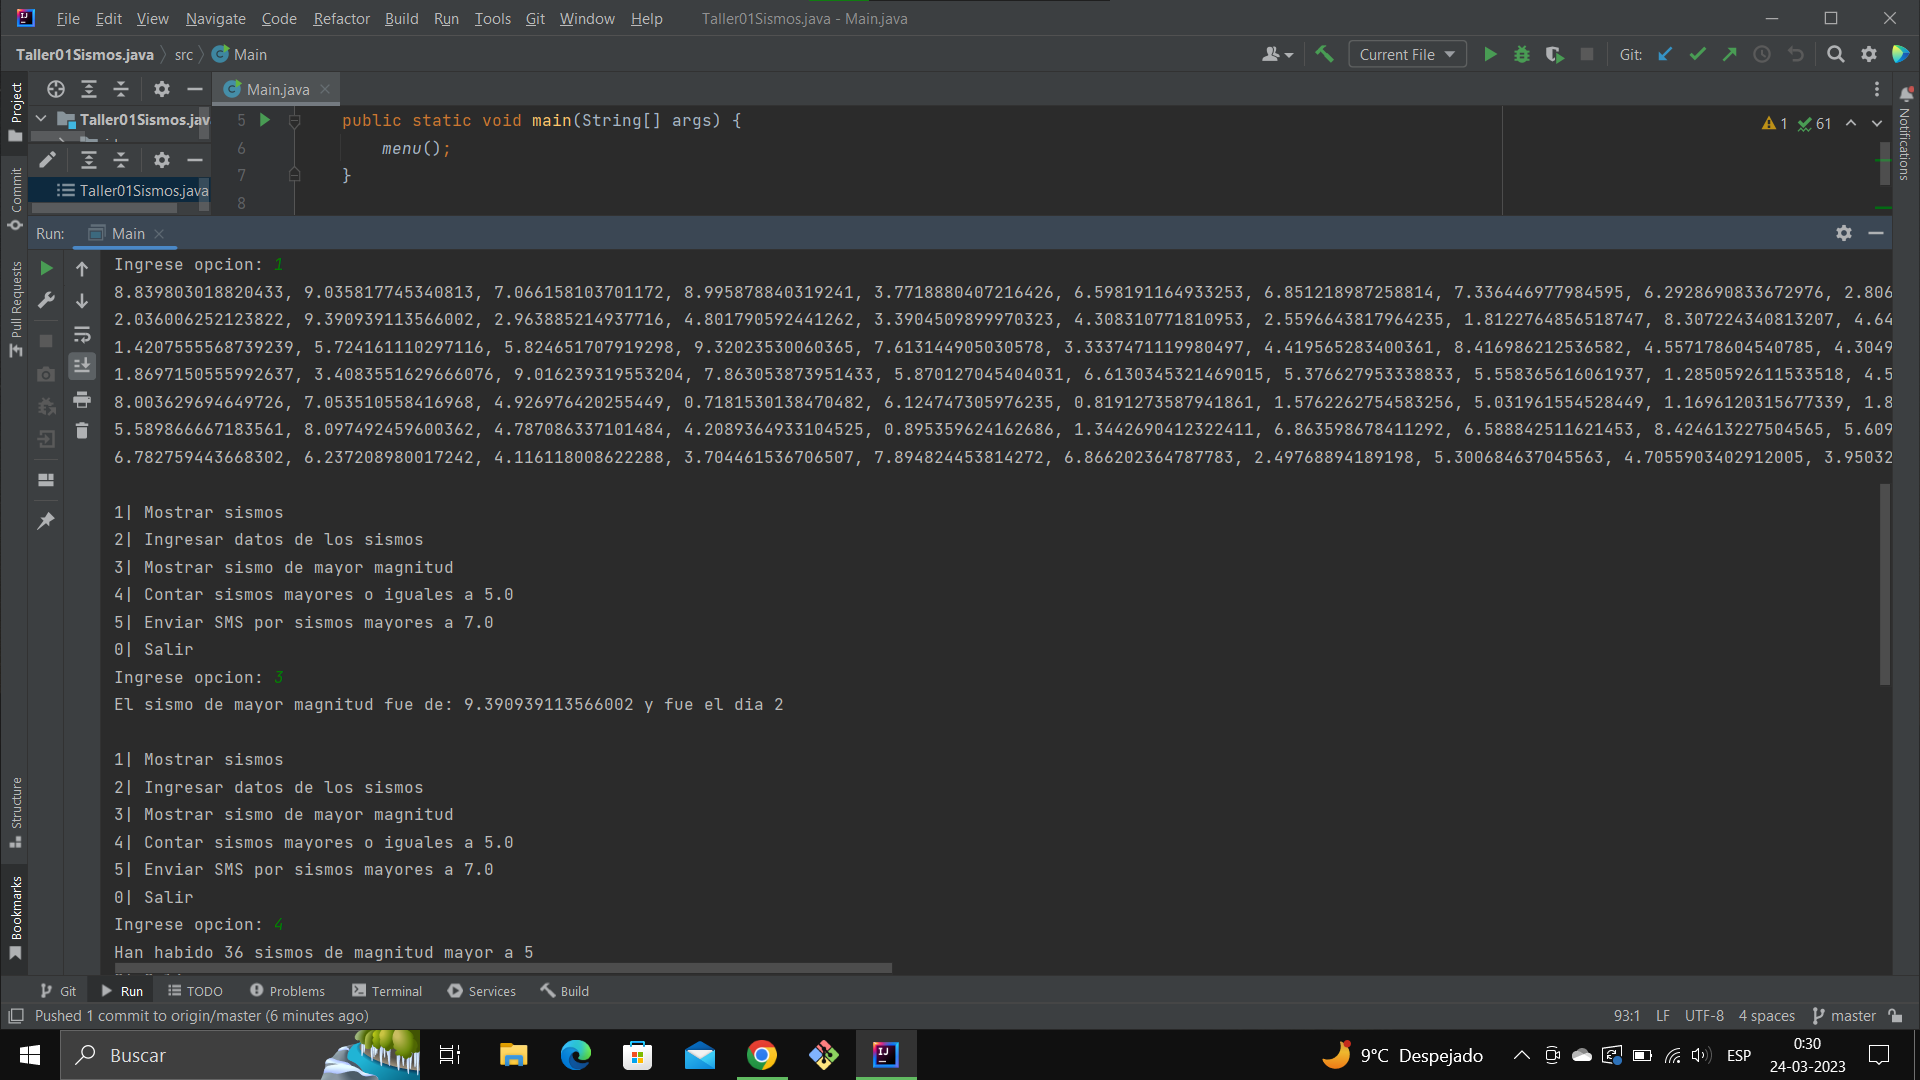 File Edit View Navigate Code Refactor Build Run Tools Git Window Help Taller01Sismos.java - Main.java
Taller01Sismos.java src Main Current File Git:
Project
Main.java
Taller01Sismos.jav
Taller01Sismos.java
5 public static void main(String[] args) {
6 menu();
7 }
8
1 61
Notifications
Commit
Pull Requests
Structure
Bookmarks
Run: Main
Ingrese opcion: 1
8.839803018820433, 9.035817745340813, 7.066158103701172, 8.995878840319241, 3.7718880407216426, 6.598191164933253, 6.851218987258814, 7.336446977984595, 6.2928690833672976, 2.806
2.036006252123822, 9.390939113566002, 2.963885214937716, 4.801790592441262, 3.3904509899970323, 4.308310771810953, 2.5596643817964235, 1.8122764856518747, 8.307224340813207, 4.64
1.4207555568739239, 5.724161110297116, 5.824651707919298, 9.32023530060365, 7.613144905030578, 3.3337471119980497, 4.419565283400361, 8.416986212536582, 4.557178604540785, 4.3049
1.8697150555992637, 3.4083551629666076, 9.016239319553204, 7.863053873951433, 5.870127045404031, 6.6130345321469015, 5.376627953338833, 5.558365616061937, 1.2850592611533518, 4.5
8.003629694649726, 7.053510558416968, 4.926976420255449, 0.7181530138470482, 6.124747305976235, 0.8191273587941861, 1.5762262754583256, 5.031961554528449, 1.1696120315677339, 1.8
5.589866667183561, 8.097492459600362, 4.787086337101484, 4.2089364933104525, 0.895359624162686, 1.3442690412322411, 6.863598678411292, 6.588842511621453, 8.424613227504565, 5.609
6.782759443668302, 6.237208980017242, 4.116118008622288, 3.704461536706507, 7.894824453814272, 6.866202364787783, 2.49768894189198, 5.300684637045563, 4.7055903402912005, 3.95032
1| Mostrar sismos
2| Ingresar datos de los sismos
3| Mostrar sismo de mayor magnitud
4| Contar sismos mayores o iguales a 5.0
5| Enviar SMS por sismos mayores a 7.0
0| Salir
Ingrese opcion: 3
El sismo de mayor magnitud fue de: 9.390939113566002 y fue el dia 2
1| Mostrar sismos
2| Ingresar datos de los sismos
3| Mostrar sismo de mayor magnitud
4| Contar sismos mayores o iguales a 5.0
5| Enviar SMS por sismos mayores a 7.0
0| Salir
Ingrese opcion: 4
Han habido 36 sismos de magnitud mayor a 5
Git Run TODO Problems Terminal Services Build
Pushed 1 commit to origin/master (6 minutes ago) 93:1 LF UTF-8 4 spaces master
Buscar 9°C Despejado ESP 0:30
24-03-2023